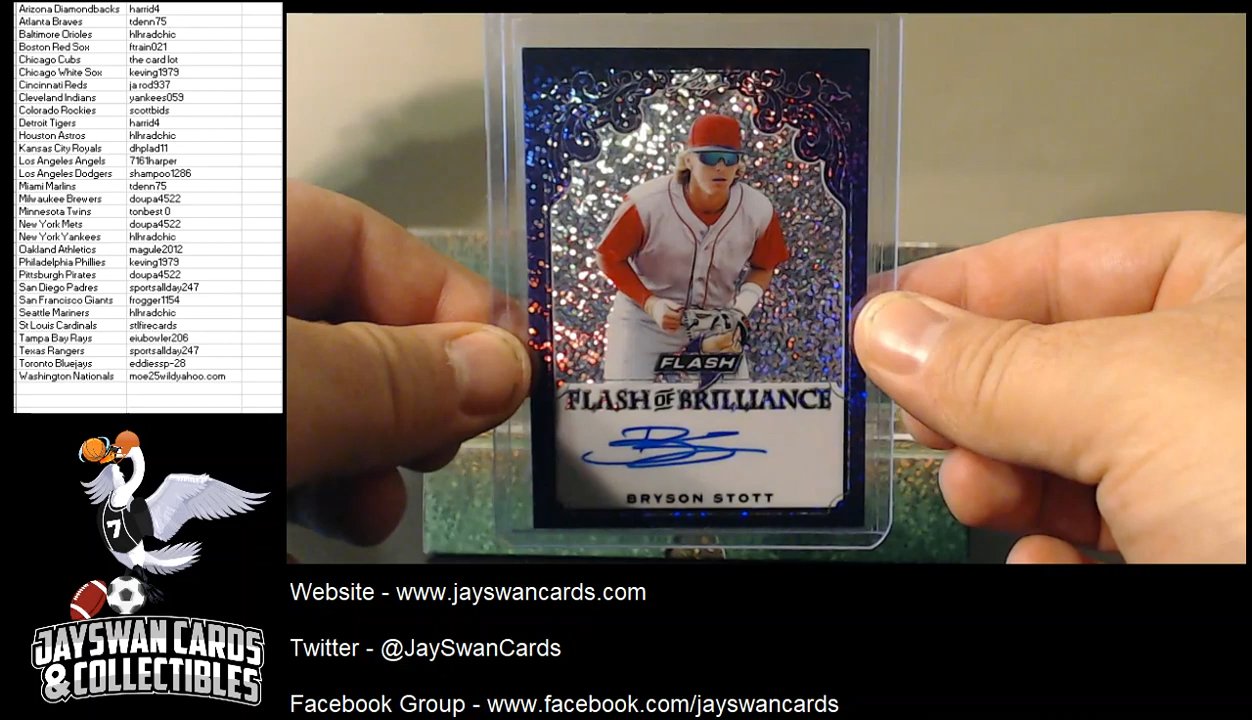 Arizona Diamondbacks harrid4
Atlanta Braves tdenn75
Baltimore Orioles hlhradchic
Boston Red Sox ftrain021
Chicago Cubs the card lot
Chicago White Sox keving1979
Cincinnati Reds ja rod937
Cleveland Indians yankees059
Colorado Rockies scottbids
Detroit Tigers harrid4
Houston Astros hlhradchic
Kansas City Royals dhplad11
Los Angeles Angels 7161harper
Los Angeles Dodgers shampoo1286
Miami Marlins tdenn75
Milwaukee Brewers doupa4522
Minnesota Twins tonbest 0
New York Mets doupa4522
New York Yankees hlhradchic
Oakland Athletics magule2012
Philadelphia Phillies keving1979
Pittsburgh Pirates doupa4522
San Diego Padres sportsallday247
San Francisco Giants frogger1154
Seattle Mariners hlhradchic
St Louis Cardinals stlfirecards
Tampa Bay Rays eiubowler206
Texas Rangers sportsallday247
Toronto Bluejays eddiessp-28
Washington Nationals moe25wildyahoo.com
FLASH
FLASH OF BRILLIANCE
BRYSON STOTT
7
JAYSWAN CARDS
& COLLECTIBLES
Website - www.jayswancards.com
Twitter - @JaySwanCards
Facebook Group - www.facebook.com/jayswancards